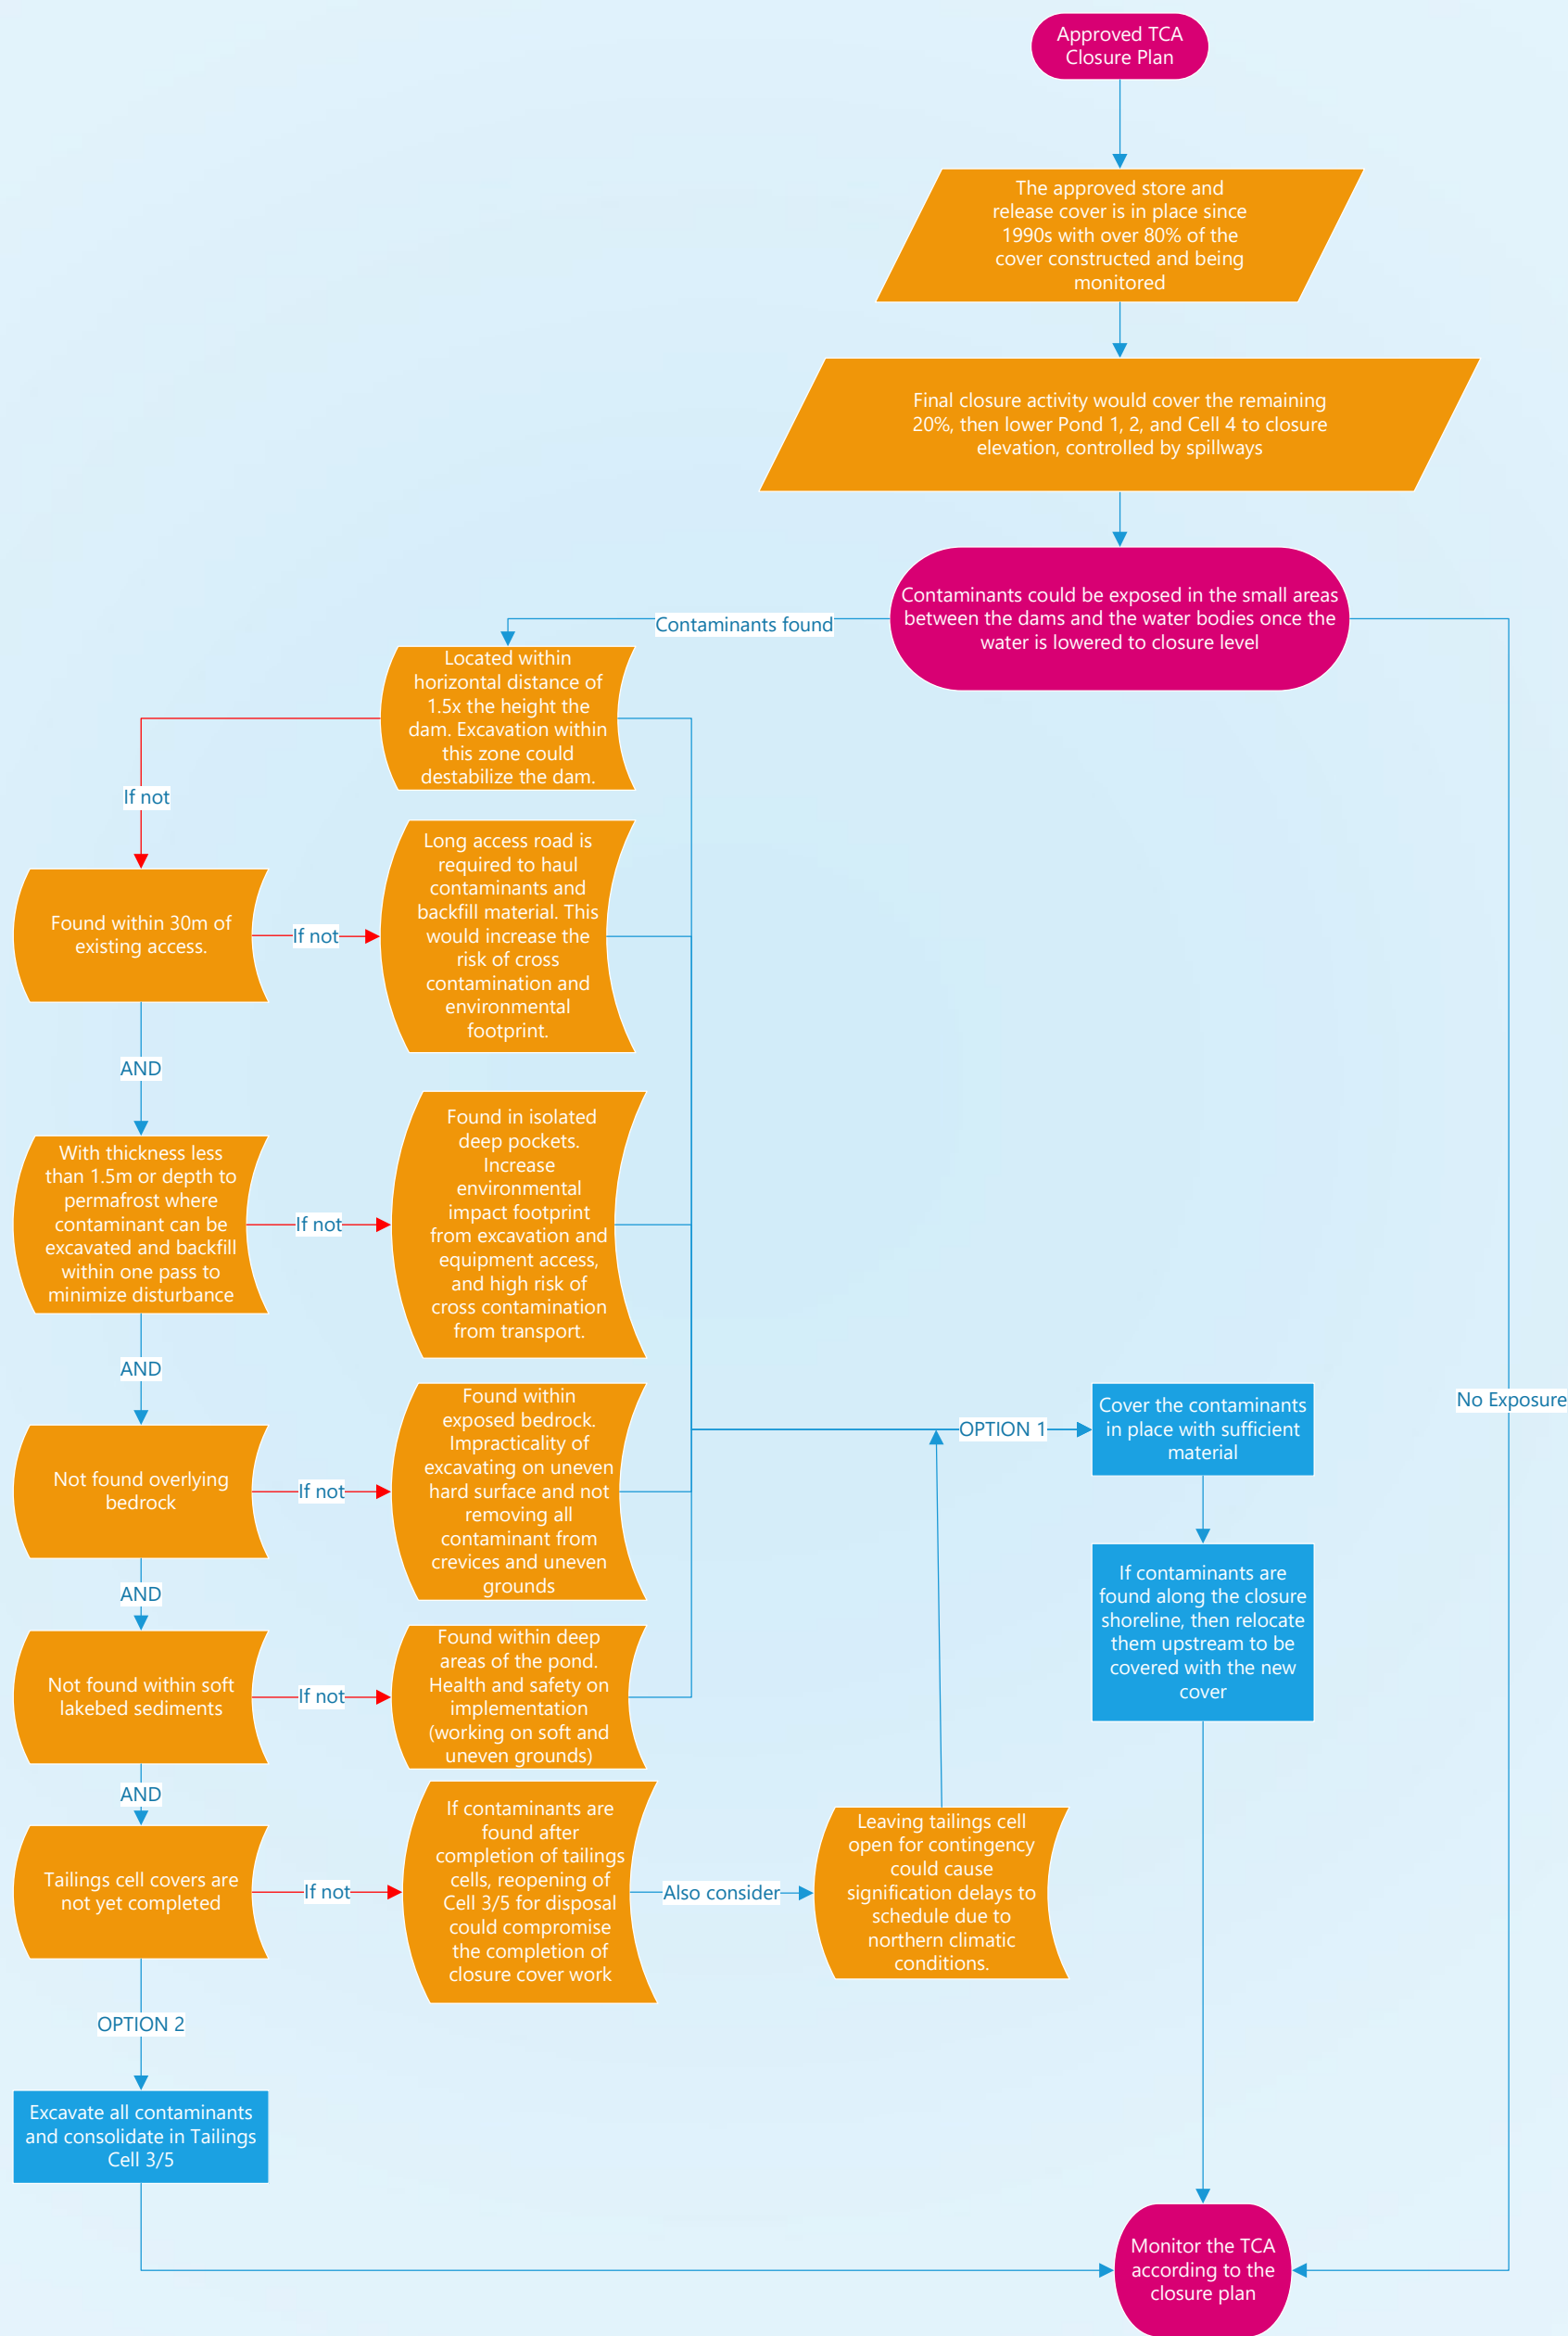 Approved TCA
Closure Plan
The approved store and
release cover is in place since
1990s with over 80% of the
cover constructed and being
monitored
Final closure activity would cover the remaining
20%, then lower Pond 1, 2, and Cell 4 to closure
elevation, controlled by spillways
Contaminants could be exposed in the small areas
between the dams and the water bodies once the
water is lowered to closure level
Contaminants found
Located within
horizontal distance of
1.5x the height the
dam. Excavation within
this zone could
destabilize the dam.
If not
Found within 30m of
existing access.
If not
Long access road is
required to haul
contaminants and
backfill material. This
would increase the
risk of cross
contamination and
environmental
footprint.
AND
With thickness less
than 1.5m or depth to
permafrost where
contaminant can be
excavated and backfill
within one pass to
minimize disturbance
If not
Found in isolated
deep pockets.
Increase
environmental
impact footprint
from excavation and
equipment access,
and high risk of
cross contamination
from transport.
AND
Not found overlying
bedrock
If not
Found within
exposed bedrock.
Impracticality of
excavating on uneven
hard surface and not
removing all
contaminant from
crevices and uneven
grounds
OPTION 1
Cover the contaminants
in place with sufficient
material
No Exposure
If contaminants are
found along the closure
shoreline, then relocate
them upstream to be
covered with the new
cover
AND
Not found within soft
lakebed sediments
If not
Found within deep
areas of the pond.
Health and safety on
implementation
(working on soft and
uneven grounds)
AND
Tailings cell covers are
not yet completed
If not
If contaminants are
found after
completion of tailings
cells, reopening of
Cell 3/5 for disposal
could compromise
the completion of
closure cover work
Also consider
Leaving tailings cell
open for contingency
could cause
signification delays to
schedule due to
northern climatic
conditions.
OPTION 2
Excavate all contaminants
and consolidate in Tailings
Cell 3/5
Monitor the TCA
according to the
closure plan